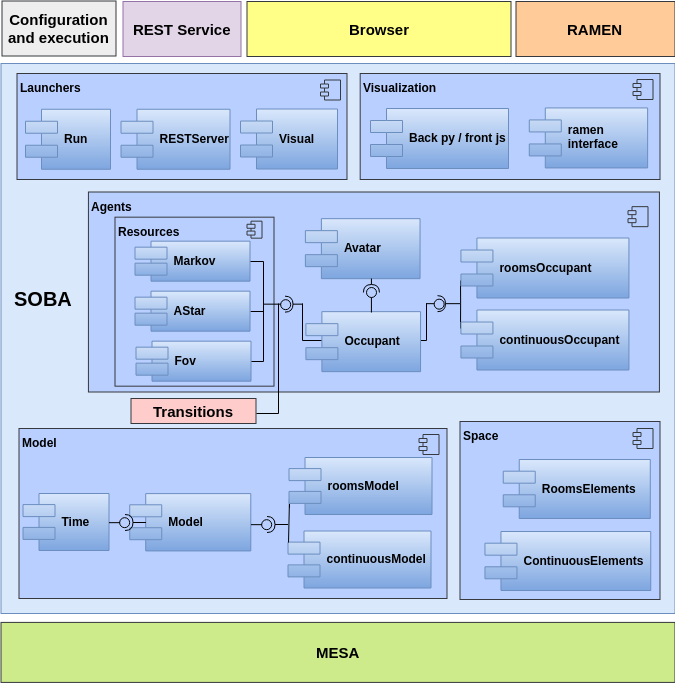 Configuration
and execution
REST Service
Browser
RAMEN
Launchers
Run
RESTServer
Visual
Visualization
Back py / front js
ramen
interface
SOBA
Agents
Resources
Markov
AStar
Fov
Avatar
Occupant
roomsOccupant
continuousOccupant
Transitions
Model
Time
Model
roomsModel
continuousModel
Space
RoomsElements
ContinuousElements
MESA